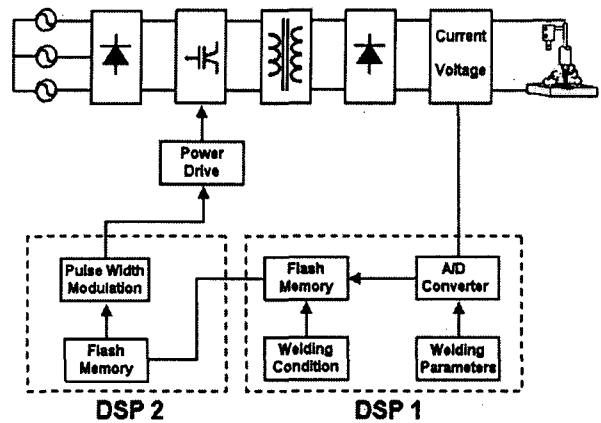 Current
Voltage
Power
Drive
Pulse Width
Modulation
Flash
Memory
A/D
Converter
Flash
Memory
Welding
Condition
Welding
Parameters
DSP 2
DSP 1